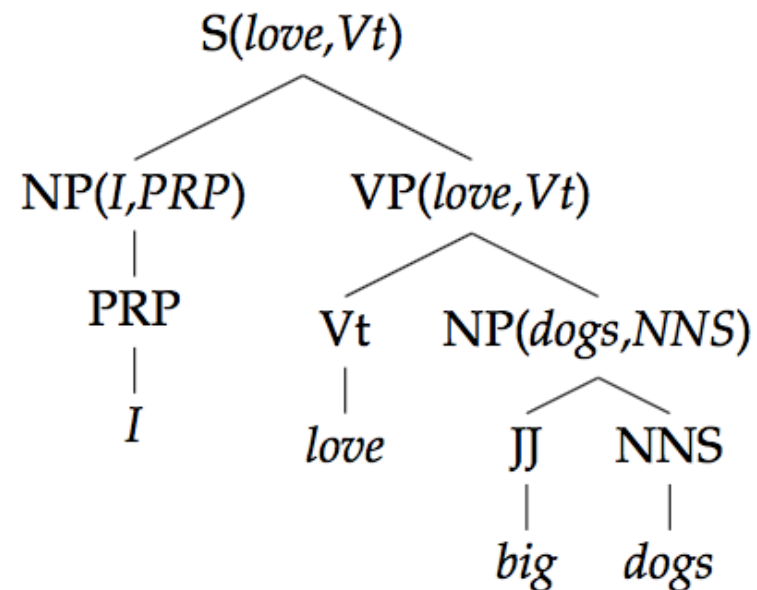 S(love,Vt)
NP(I,PRP) VP(love,Vt)
PRP Vt NP(dogs,NNS)
I love JJ NNS
big dogs